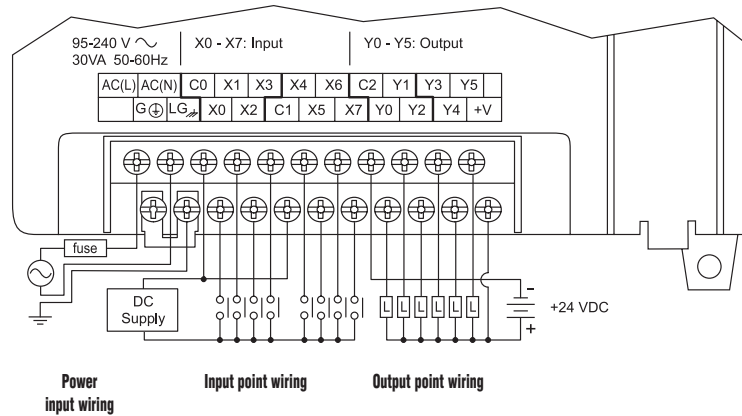 95-240 V ～ X0 - X7: Input Y0 - Y5: Output
30VA 50-60Hz
AC(L) AC(N) C0 X1 X3 X4 X6 C2 Y1 Y3 Y5
G LG X0 X2 C1 X5 X7 Y0 Y2 Y4 +V
fuse
DC
Supply
L L L L L L
-
+24 VDC
+
Power
input wiring
Input point wiring
Output point wiring